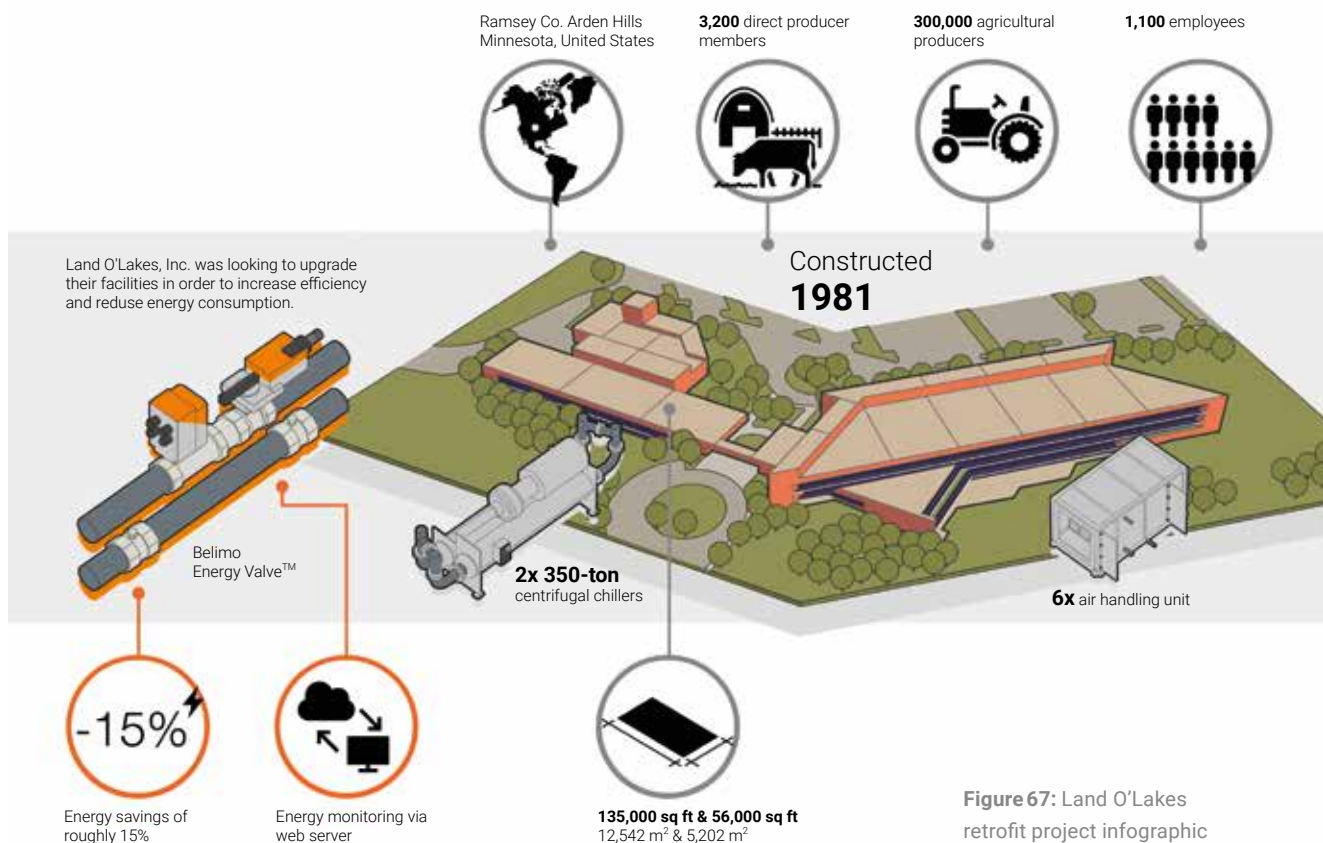 Ramsey Co. Arden Hills
Minnesota, United States
3,200 direct producer
members
300,000 agricultural
producers
1,100 employees
Land O'Lakes, Inc. was looking to upgrade
their facilities in order to increase efficiency
and reduse energy consumption.
Constructed
1981
Belimo
Energy Valve™
2x 350-ton
centrifugal chillers
6x air handling unit
-15%
Energy savings of
roughly 15%
Energy monitoring via
web server
135,000 sq ft & 56,000 sq ft
12,542 m² & 5,202 m²
Figure 67: Land O’Lakes
retrofit project infographic